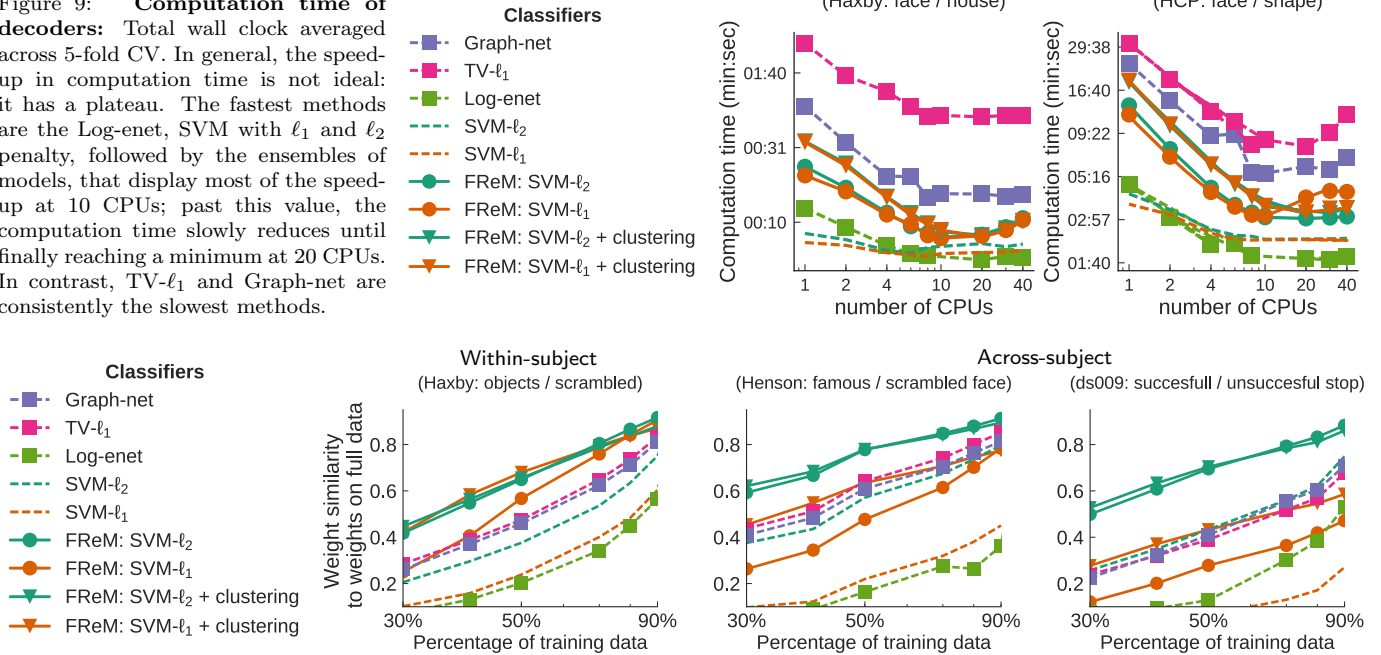 Figure 9: Computation time of
decoders: Total wall clock averaged
across 5-fold CV. In general, the speed-
up in computation time is not ideal:
it has a plateau. The fastest methods
are the Log-enet, SVM with ℓ1 and ℓ2
penalty, followed by the ensembles of
models, that display most of the speed-
up at 10 CPUs; past this value, the
computation time slowly reduces until
finally reaching a minimum at 20 CPUs.
In contrast, TV-ℓ1 and Graph-net are
consistently the slowest methods.
Classifiers
Graph-net
TV-ℓ1
Log-enet
SVM-ℓ2
SVM-ℓ1
FReM: SVM-ℓ2
FReM: SVM-ℓ1
FReM: SVM-ℓ2 + clustering
FReM: SVM-ℓ1 + clustering
(Haxby: face / house)
Computation time (min.sec)
01:40
00:31
00:10
1 2 4 10 20 40
number of CPUs
(HCP: face / shape)
Computation time (min.sec)
29:38
16:40
09:22
05:16
02:57
01:40
1 2 4 10 20 40
number of CPUs
Classifiers
Graph-net
TV-ℓ1
Log-enet
SVM-ℓ2
SVM-ℓ1
FReM: SVM-ℓ2
FReM: SVM-ℓ1
FReM: SVM-ℓ2 + clustering
FReM: SVM-ℓ1 + clustering
Within-subject
(Haxby: objects / scrambled)
Weight similarity
to weights on full data
0.8
0.6
0.4
0.2
30% 50% 90%
Percentage of training data
Across-subject
(Henson: famous / scrambled face)
0.8
0.6
0.4
0.2
30% 50% 90%
Percentage of training data
(ds009: succesfull / unsuccesful stop)
0.8
0.6
0.4
0.2
30% 50% 90%
Percentage of training data